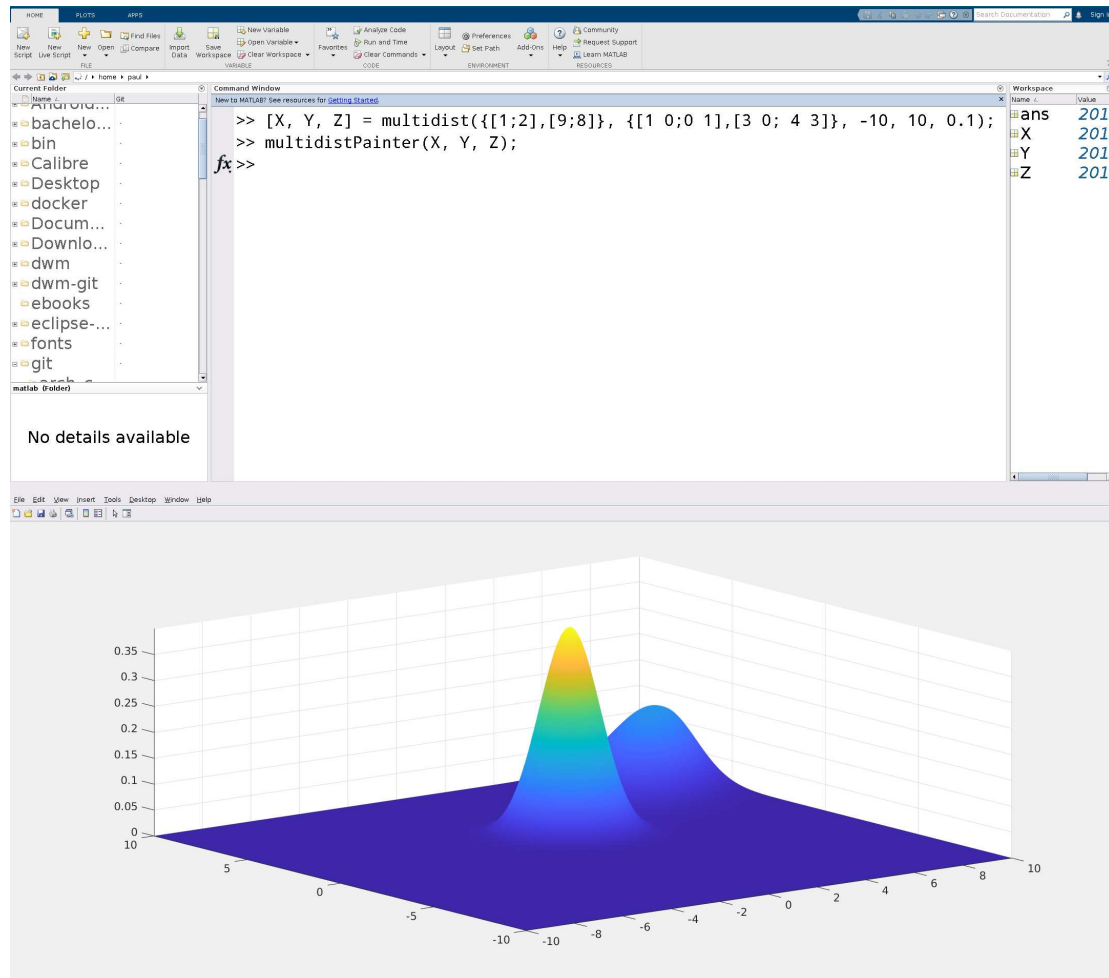 HOME PLOTS APPS
Search Documentation Sign In
New Variable Analyze Code Community
Find Files Open Variable Run and Time Preferences Request Support
New New New Open Compare Import Save Clear Workspace Favorites Clear Commands Layout Set Path Add-Ons Help Learn MATLAB
Script Live Script Data Workspace
FILE VARIABLE CODE ENVIRONMENT RESOURCES
/ home paul
Current Folder
Name Git
Android...
bachelo...
bin
Calibre
Desktop
docker
Docum...
Downlo...
dwm
dwm-git
ebooks
eclipse-...
fonts
git
matlab (Folder)
No details available
Command Window
New to MATLAB? See resources for Getting Started.
>> [X, Y, Z] = multidist({[1;2],[9;8]}, {[1 0;0 1],[3 0; 4 3]}, -10, 10, 0.1);
>> multidistPainter(X, Y, Z);
fx >>
Workspace
Name Value
ans 201
X 201
Y 201
Z 201
File Edit View Insert Tools Desktop Window Help
0.35
0.3
0.25
0.2
0.15
0.1
0.05
0
10
5
0
-5
-10
-10 -8 -6 -4 -2 0 2 4 6 8 10